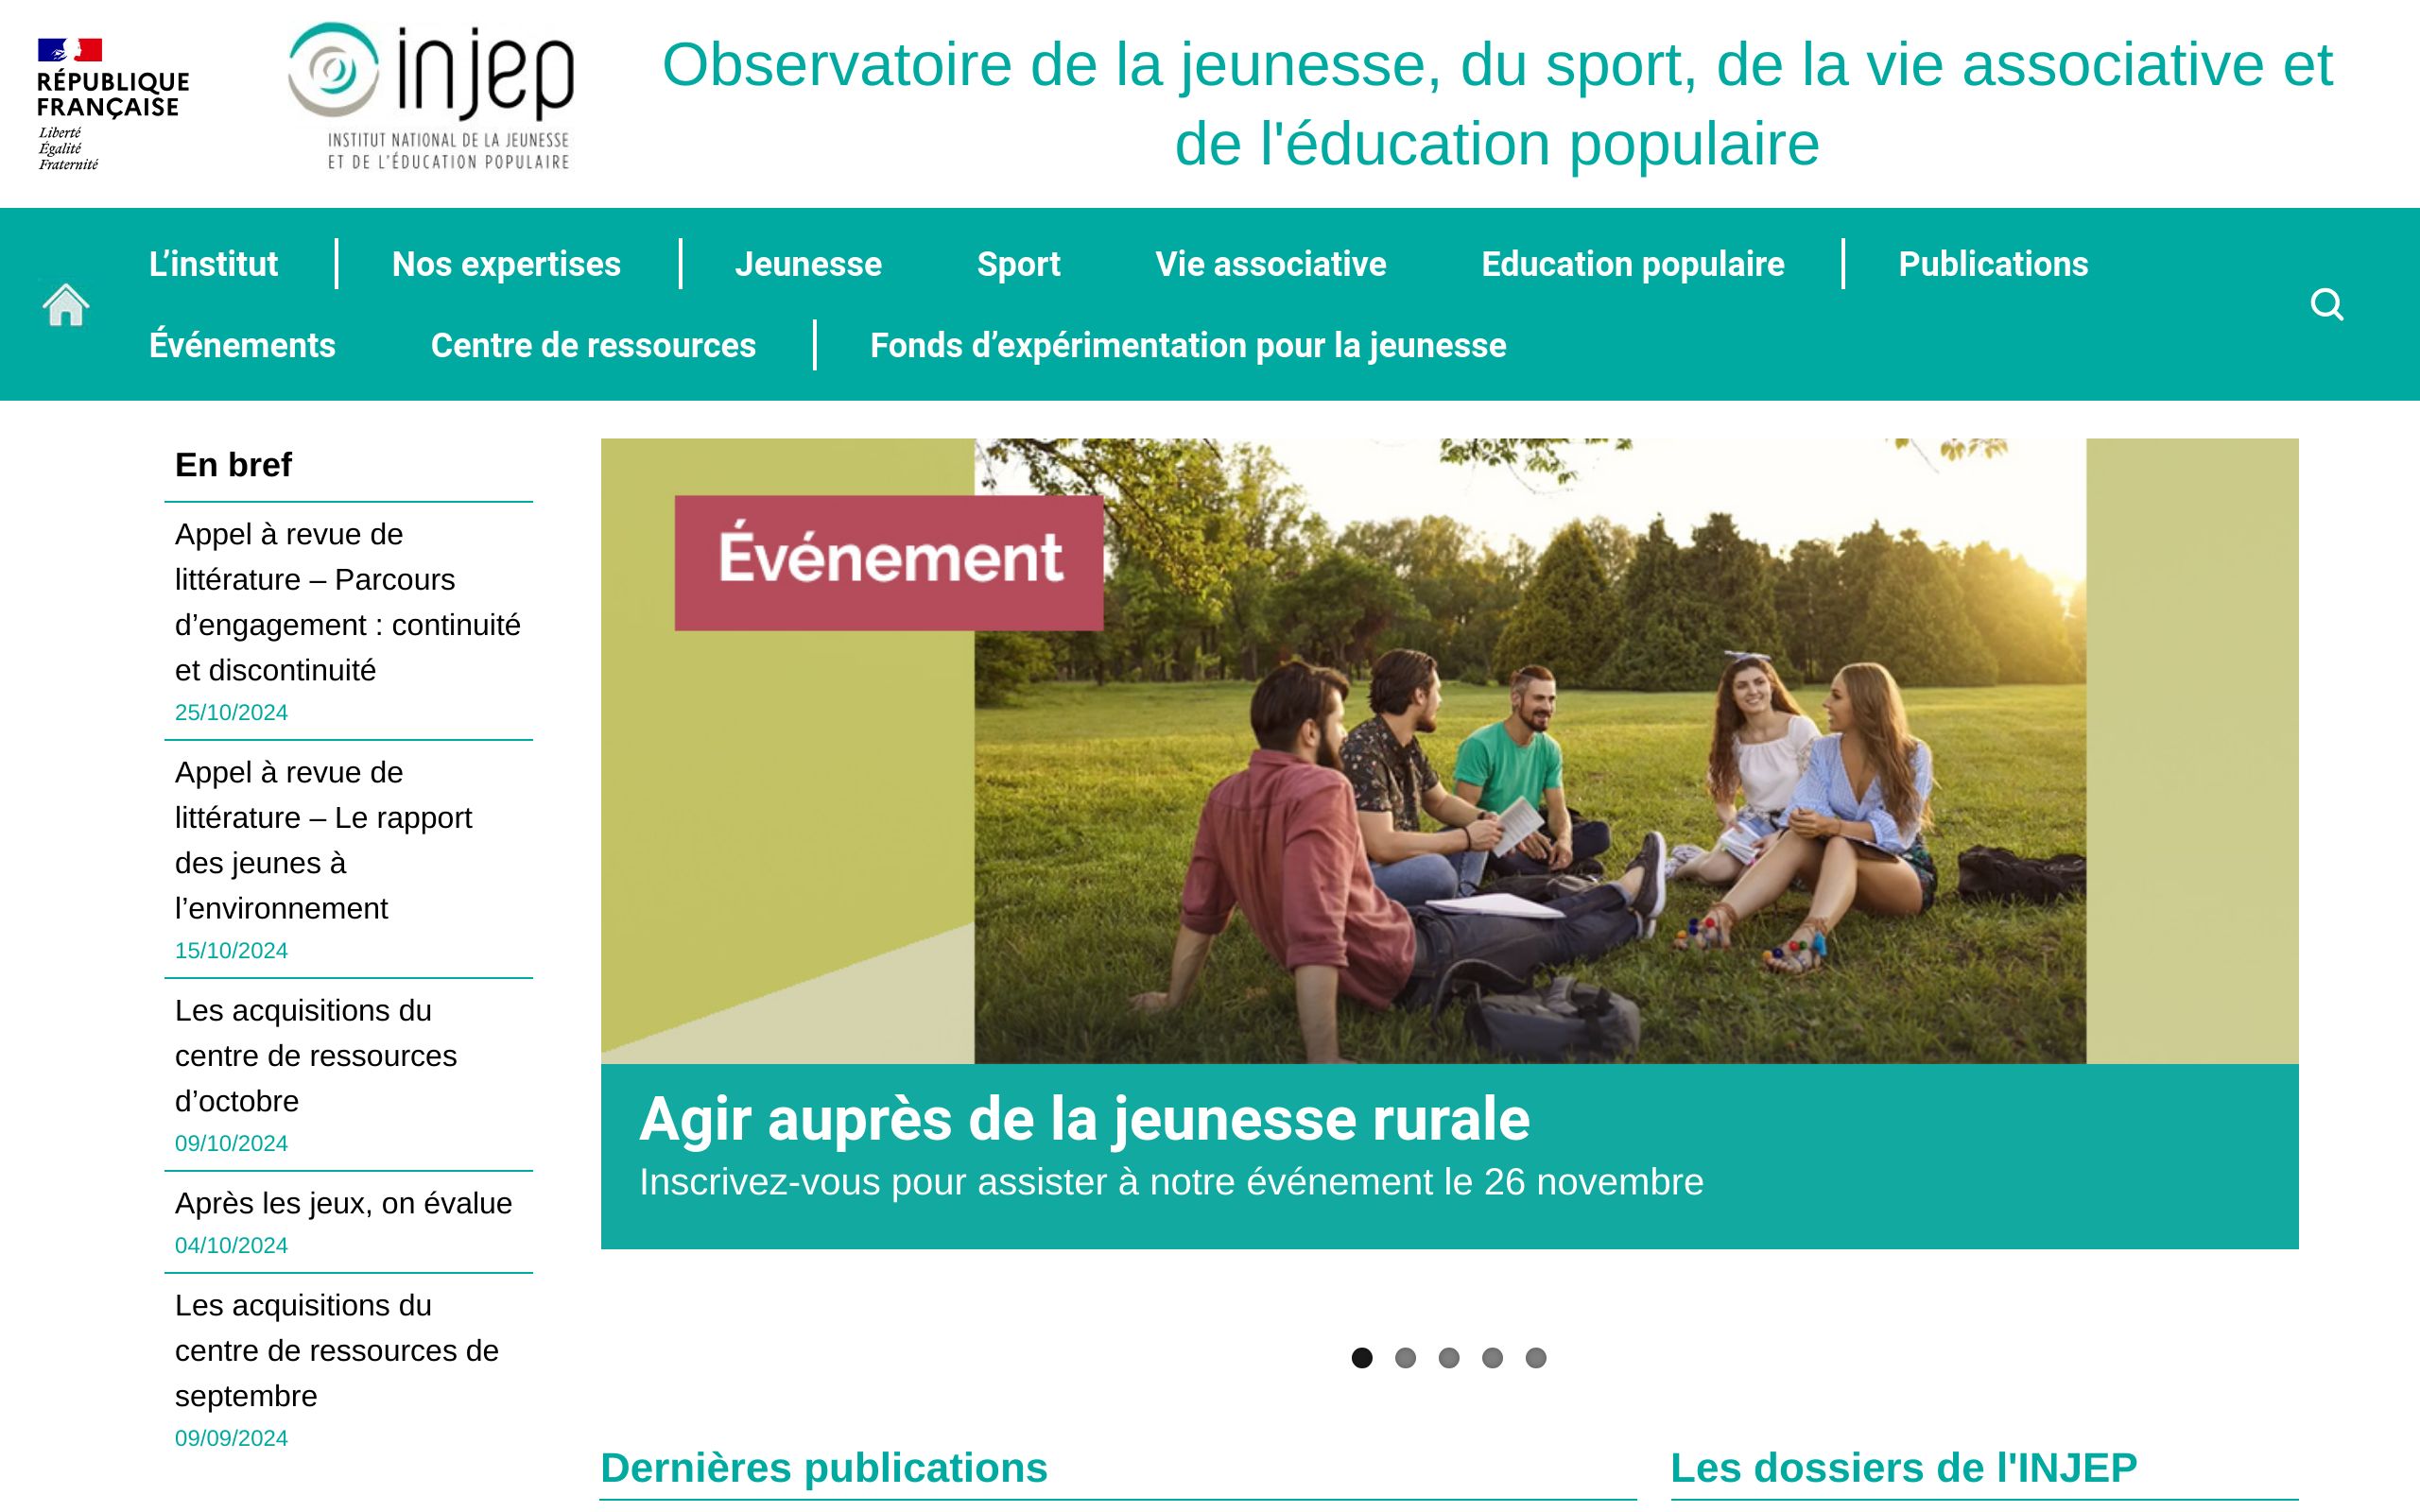 RÉPUBLIQUE
FRANÇAISE
Liberté
Égalité
Fraternité
injep
INSTITUT NATIONAL DE LA JEUNESSE
ET DE L'ÉDUCATION POPULAIRE
Observatoire de la jeunesse, du sport, de la vie associative et
de l'éducation populaire
L’institut
Nos expertises
Jeunesse
Sport
Vie associative
Education populaire
Publications
Événements
Centre de ressources
Fonds d’expérimentation pour la jeunesse
En bref
Appel à revue de
littérature – Parcours
d’engagement : continuité
et discontinuité
25/10/2024
Appel à revue de
littérature – Le rapport
des jeunes à
l’environnement
15/10/2024
Les acquisitions du
centre de ressources
d’octobre
09/10/2024
Après les jeux, on évalue
04/10/2024
Les acquisitions du
centre de ressources de
septembre
09/09/2024
Événement
Agir auprès de la jeunesse rurale
Inscrivez-vous pour assister à notre événement le 26 novembre
Dernières publications
Les dossiers de l'INJEP